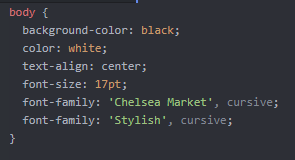 body {
  background-color: black;
  color: white;
  text-align: center;
  font-size: 17pt;
  font-family: 'Chelsea Market', cursive;
  font-family: 'Stylish', cursive;
}